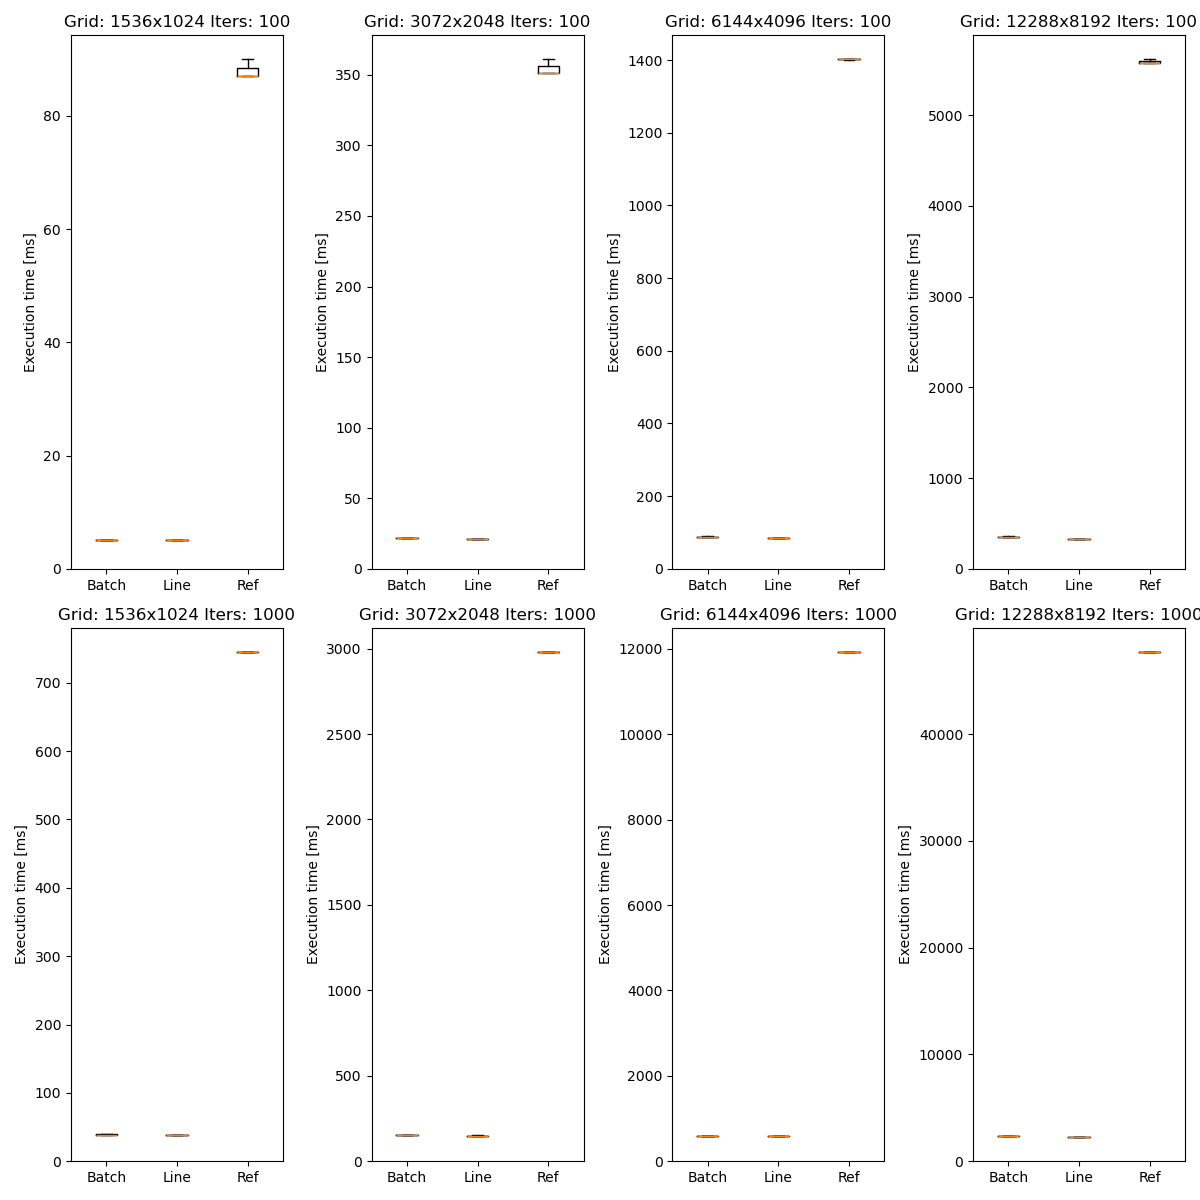 Grid: 1536x1024 Iters: 100
Execution time [ms]
80
60
40
20
0
Batch Line Ref
Grid: 3072x2048 Iters: 100
Execution time [ms]
350
300
250
200
150
100
50
0
Batch Line Ref
Grid: 6144x4096 Iters: 100
Execution time [ms]
1400
1200
1000
800
600
400
200
0
Batch Line Ref
Grid: 12288x8192 Iters: 100
Execution time [ms]
5000
4000
3000
2000
1000
0
Batch Line Ref
Grid: 1536x1024 Iters: 1000
Execution time [ms]
700
600
500
400
300
200
100
0
Batch Line Ref
Grid: 3072x2048 Iters: 1000
Execution time [ms]
3000
2500
2000
1500
1000
500
0
Batch Line Ref
Grid: 6144x4096 Iters: 1000
Execution time [ms]
12000
10000
8000
6000
4000
2000
0
Batch Line Ref
Grid: 12288x8192 Iters: 1000
Execution time [ms]
40000
30000
20000
10000
0
Batch Line Ref